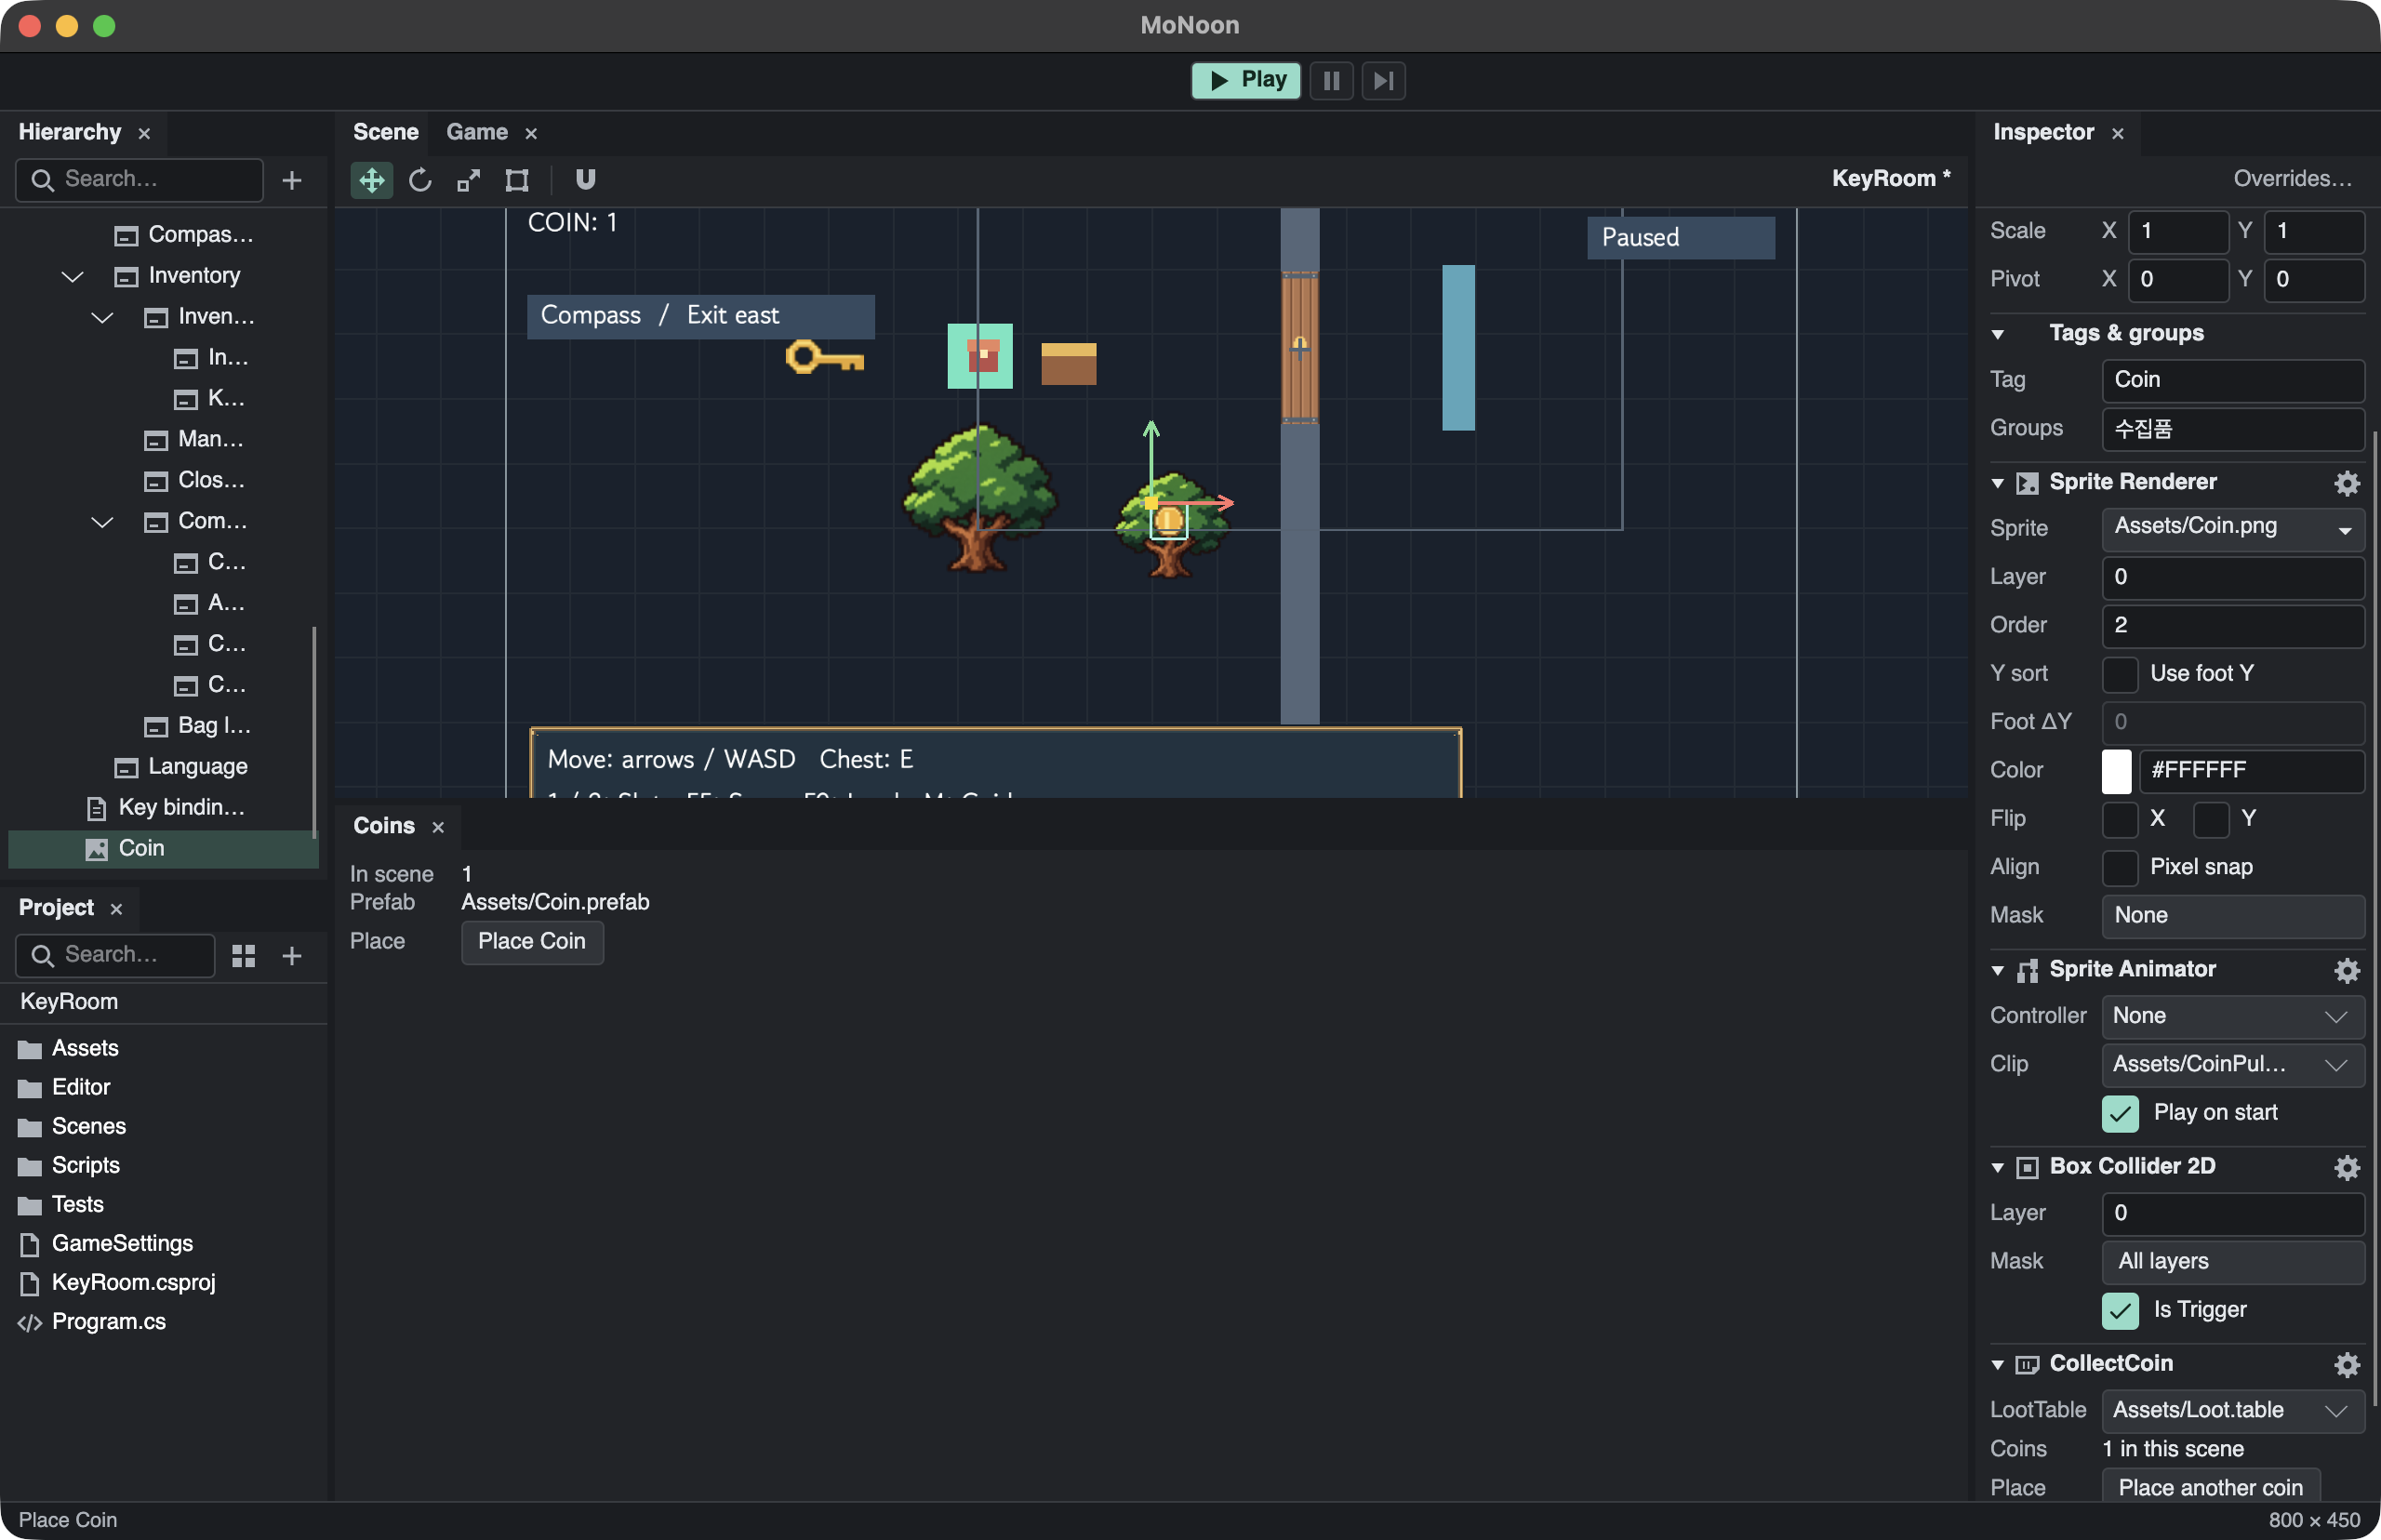 MoNoon
Play
Hierarchy
Search...
Compas...
Inventory
Inven...
In...
K...
Man...
Clos...
Com...
C...
A...
C...
C...
Bag I...
Language
Key bindin...
Coin
Project
Search...
KeyRoom
Assets
Editor
Scenes
Scripts
Tests
GameSettings
KeyRoom.csproj
Program.cs
Scene Game
KeyRoom *
COIN: 1
Paused
Compass / Exit east
Move: arrows / WASD Chest: E
Coins
In scene 1
Prefab Assets/Coin.prefab
Place Place Coin
Inspector
Overrides...
Scale X 1 Y 1
Pivot X 0 Y 0
Tags & groups
Tag Coin
Groups 수집품
Sprite Renderer
Sprite Assets/Coin.png
Layer 0
Order 2
Y sort Use foot Y
Foot ΔY 0
Color #FFFFFF
Flip X Y
Align Pixel snap
Mask None
Sprite Animator
Controller None
Clip Assets/CoinPul...
Play on start
Box Collider 2D
Layer 0
Mask All layers
Is Trigger
CollectCoin
LootTable Assets/Loot.table
Coins 1 in this scene
Place Place another coin
Place Coin
800 × 450